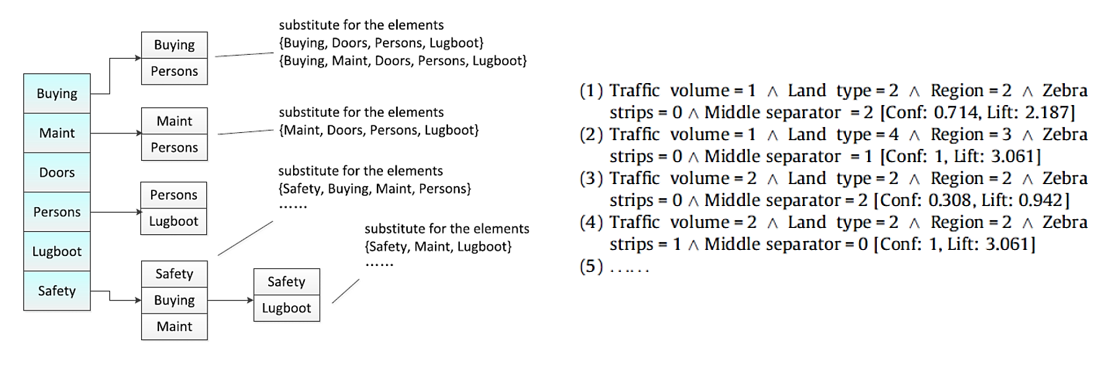 substitute for the elements
{Buying, Doors, Persons, Lugboot}
{Buying, Maint, Doors, Persons, Lugboot}
Buying
Persons
Buying
Maint
Doors
Persons
Lugboot
Safety
Maint
Persons
substitute for the elements
{Maint, Doors, Persons, Lugboot}
substitute for the elements
{Safety, Buying, Maint, Persons}
......
Persons
Lugboot
substitute for the elements
{Safety, Maint, Lugboot}
......
Safety
Buying
Maint
Safety
Lugboot
(1) Traffic volume = 1 ∧ Land type = 2 ∧ Region = 2 ∧ Zebra
strips = 0 ∧ Middle separator = 2 [Conf: 0.714, Lift: 2.187]
(2) Traffic volume = 1 ∧ Land type = 4 ∧ Region = 3 ∧ Zebra
strips = 0 ∧ Middle separator = 1 [Conf: 1, Lift: 3.061]
(3) Traffic volume = 2 ∧ Land type = 2 ∧ Region = 2 ∧ Zebra
strips = 0 ∧ Middle separator = 2 [Conf: 0.308, Lift: 0.942]
(4) Traffic volume = 2 ∧ Land type = 2 ∧ Region = 2 ∧ Zebra
strips = 1 ∧ Middle separator = 0 [Conf: 1, Lift: 3.061]
(5) ......